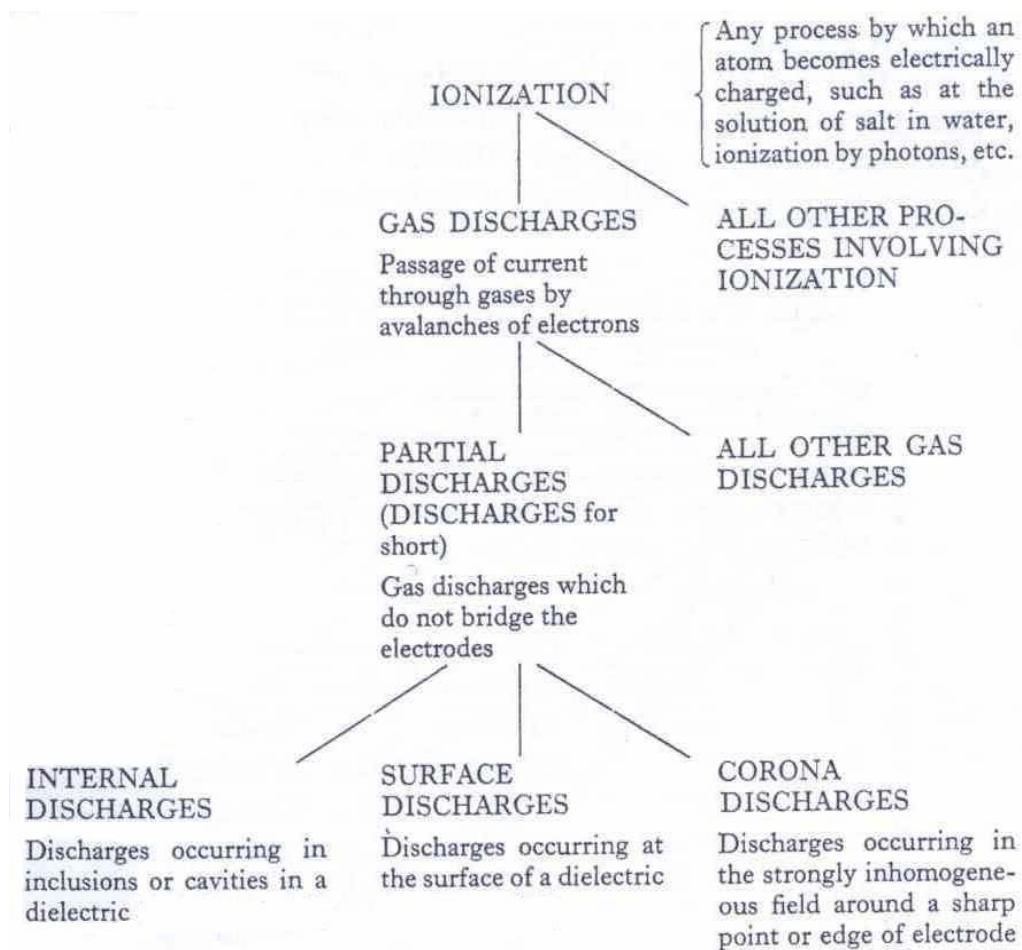 IONIZATION
Any process by which an
atom becomes electrically
charged, such as at the
solution of salt in water,
ionization by photons, etc.
GAS DISCHARGES
Passage of current
through gases by
avalanches of electrons
ALL OTHER PRO-
CESSES INVOLVING
IONIZATION
PARTIAL
DISCHARGES
(DISCHARGES for
short)
Gas discharges which
do not bridge the
electrodes
ALL OTHER GAS
DISCHARGES
INTERNAL
DISCHARGES
Discharges occurring in
inclusions or cavities in a
dielectric
SURFACE
DISCHARGES
Discharges occurring at
the surface of a dielectric
CORONA
DISCHARGES
Discharges occurring in
the strongly inhomogene-
ous field around a sharp
point or edge of electrode